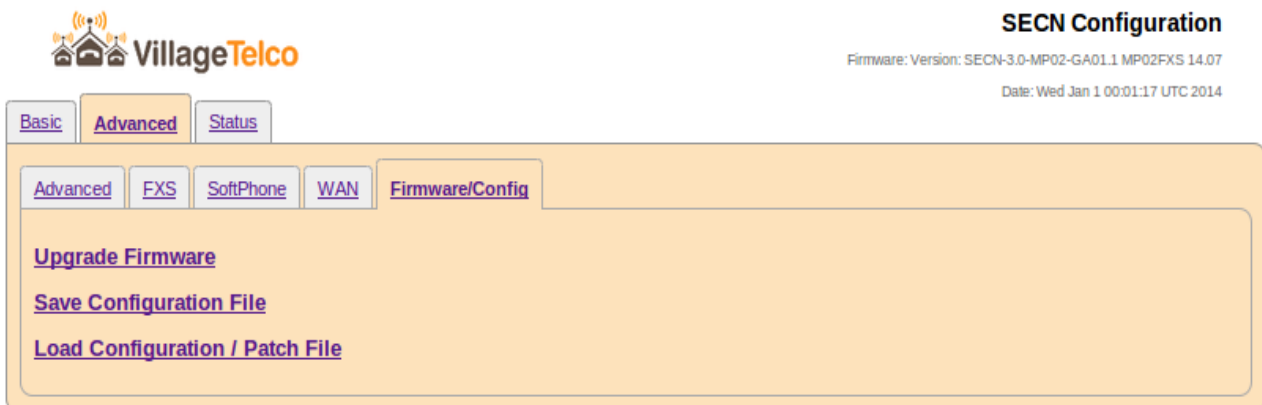 VillageTelco
SECN Configuration
Firmware: Version: SECN-3.0-MP02-GA01.1 MP02FXS 14.07
Date: Wed Jan 1 00:01:17 UTC 2014
Basic Advanced Status
Advanced FXS SoftPhone WAN Firmware/Config
Upgrade Firmware
Save Configuration File
Load Configuration / Patch File